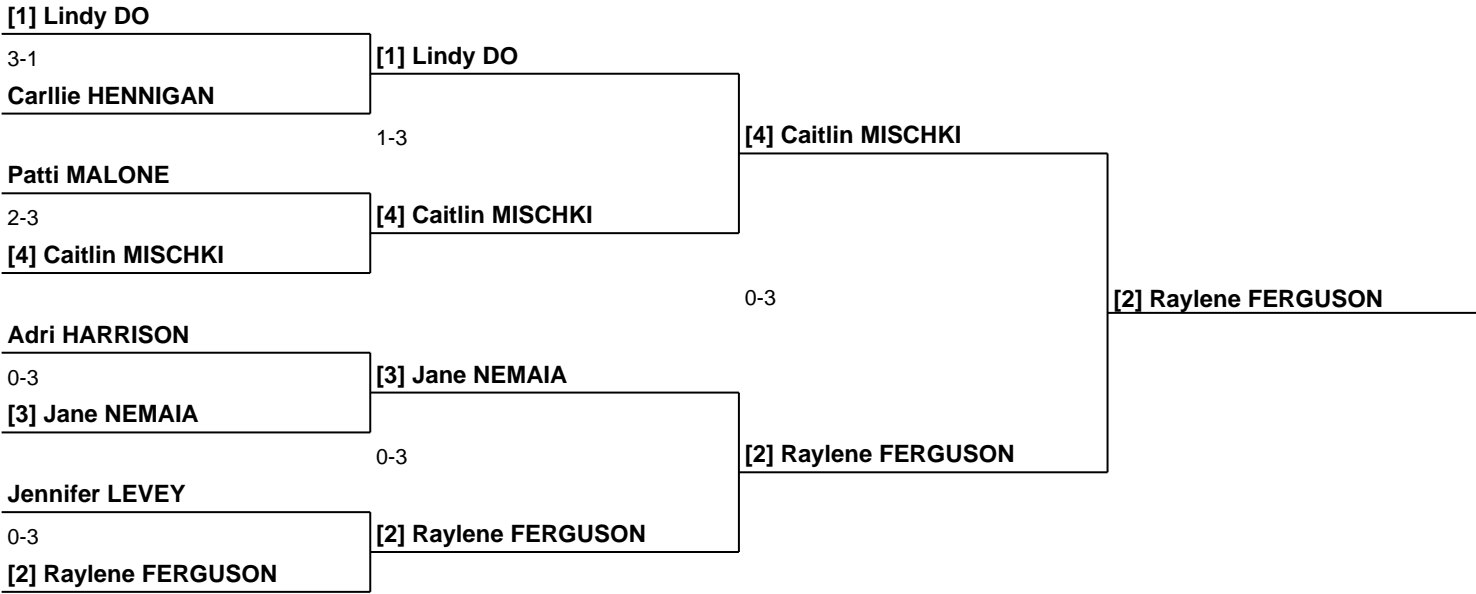 [1] Lindy DO
3-1
[1] Lindy DO
Carllie HENNIGAN
1-3
[4] Caitlin MISCHKI
Patti MALONE
2-3
[4] Caitlin MISCHKI
[4] Caitlin MISCHKI
0-3
[2] Raylene FERGUSON
Adri HARRISON
0-3
[3] Jane NEMAIA
[3] Jane NEMAIA
0-3
[2] Raylene FERGUSON
Jennifer LEVEY
0-3
[2] Raylene FERGUSON
[2] Raylene FERGUSON